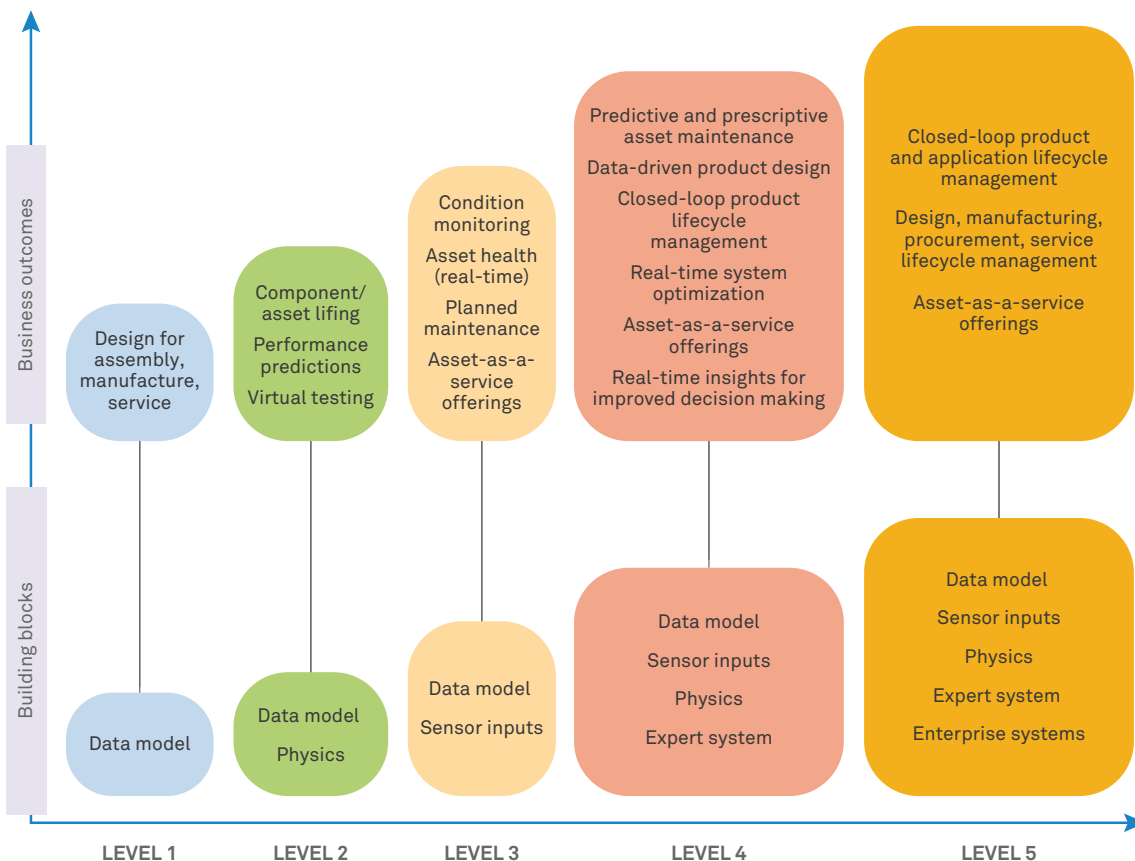 Business outcomes
Design for
assembly,
manufacture,
service
Component/
asset lifing
Performance
predictions
Virtual testing
Condition
monitoring
Asset health
(real-time)
Planned
maintenance
Asset-as-a-
service
offerings
Predictive and prescriptive
asset maintenance
Data-driven product design
Closed-loop product
lifecycle
management
Real-time system
optimization
Asset-as-a-service
offerings
Real-time insights for
improved decision making
Closed-loop product
and application lifecycle
management
Design, manufacturing,
procurement, service
lifecycle management
Asset-as-a-service
offerings
Building blocks
Data model
Data model
Physics
Data model
Sensor inputs
Data model
Sensor inputs
Physics
Expert system
Data model
Sensor inputs
Physics
Expert system
Enterprise systems
LEVEL 1
LEVEL 2
LEVEL 3
LEVEL 4
LEVEL 5